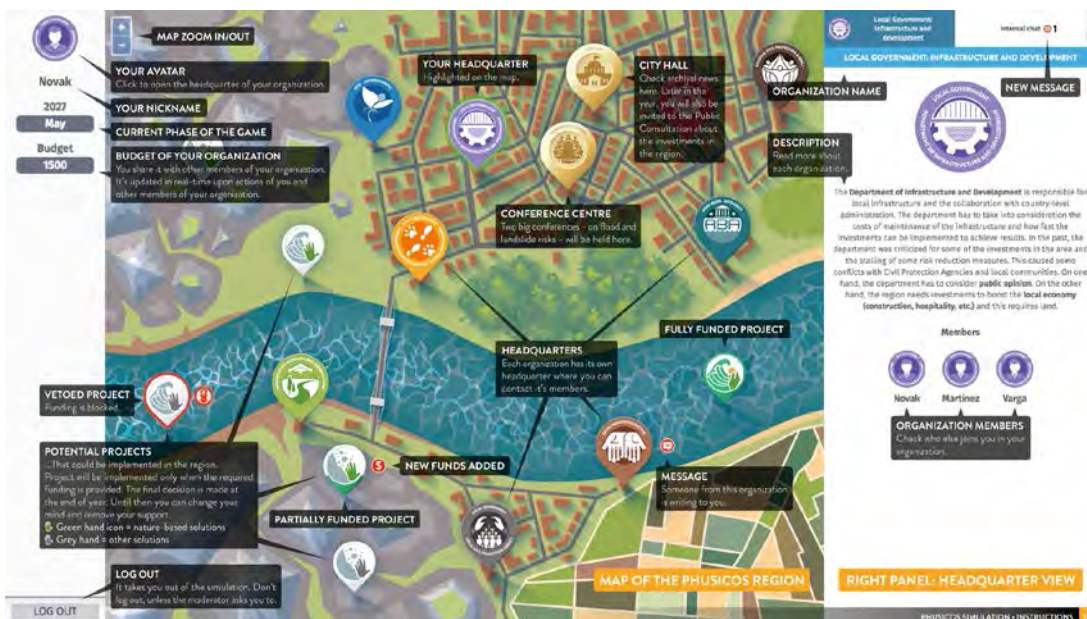 Novak
2027
May
Budget
1500
LOG OUT
+
-
MAP ZOOM IN/OUT
YOUR AVATAR
Click to open the headquarter of your organization.
YOUR NICKNAME
CURRENT PHASE OF THE GAME
BUDGET OF YOUR ORGANIZATION
You share it with other members of your organisation.
It's updated in real-time upon actions of you and
other members of your organization.
YOUR HEADQUARTER
Highlighted on the map.
CITY HALL
Check archival news
here. Later in the
year, you will also be
invited to the Public
Consultation about
the investments in
the region.
CONFERENCE CENTRE
Two big conferences – on flood and
landslide risks – will be held here.
HEADQUARTERS
Each organization has its own
headquarter where you can
contact it's members.
FULLY FUNDED PROJECT
VETOED PROJECT
Funding is blocked.
POTENTIAL PROJECTS
...That could be implemented in the region.
Project will be implemented only when the required
funding is provided. The final decision is made at
the end of year. Until then you can change your
mind and remove your support.
Green hand icon = nature-based solutions
Grey hand = other solutions
NEW FUNDS ADDED
PARTIALLY FUNDED PROJECT
MESSAGE
Someone from this organization
is writing to you.
LOG OUT
It takes you out of the simulation. Don't
log out, unless the moderator asks you to.
MAP OF THE PHUSICOS REGION
Local Government:
Infrastructure and
development
Internal chat 1
LOCAL GOVERNMENT: INFRASTRUCTURE AND DEVELOPMENT
ORGANIZATION NAME
NEW MESSAGE
DESCRIPTION
Read more about
each organization.
LOCAL GOVERNMENT
DEPARTMENT OF INFRASTRUCTURE AND DEVELOPMENT
The Department of Infrastructure and Development is responsible for
local infrastructure and the collaboration with country-level
administration. The department has to take into consideration the
costs of maintenance of the infrastructure and how fast the
investments can be implemented to achieve results. In the past, the
department was criticized for some of the investments in the area and
the stalling of some risk reduction measures. This caused some
conflicts with Civil Protection Agencies and local communities. On one
hand, the department has to consider public opinion. On the other
hand, the region needs investments to boost the local economy
(construction, hospitality, etc.) and this requires land.
Members
Novak Martinez Varga
ORGANIZATION MEMBERS
Check who else joins you in your
organization.
RIGHT PANEL: HEADQUARTER VIEW
PHUSICOS SIMULATION • INSTRUCTIONS